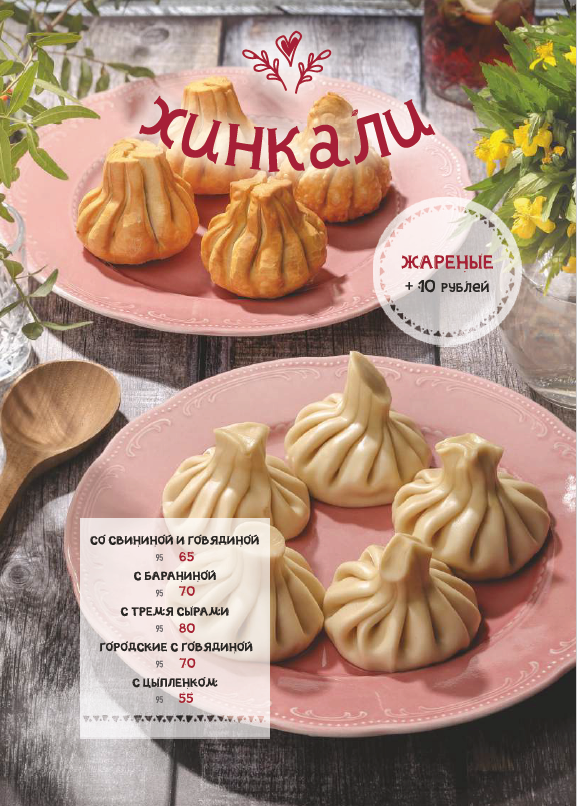 ХИНКАЛИ
ЖАРЕНЫЕ
+ 10 РУБЛЕЙ
СО СВИНИНОЙ И ГОВЯДИНОЙ
95 65
С БАРАНИНОЙ
95 70
С ТРЕМЯ СЫРАМИ
95 80
ГОРОДСКИЕ С ГОВЯДИНОЙ
95 70
С ЦЫПЛЕНКОМ
95 55